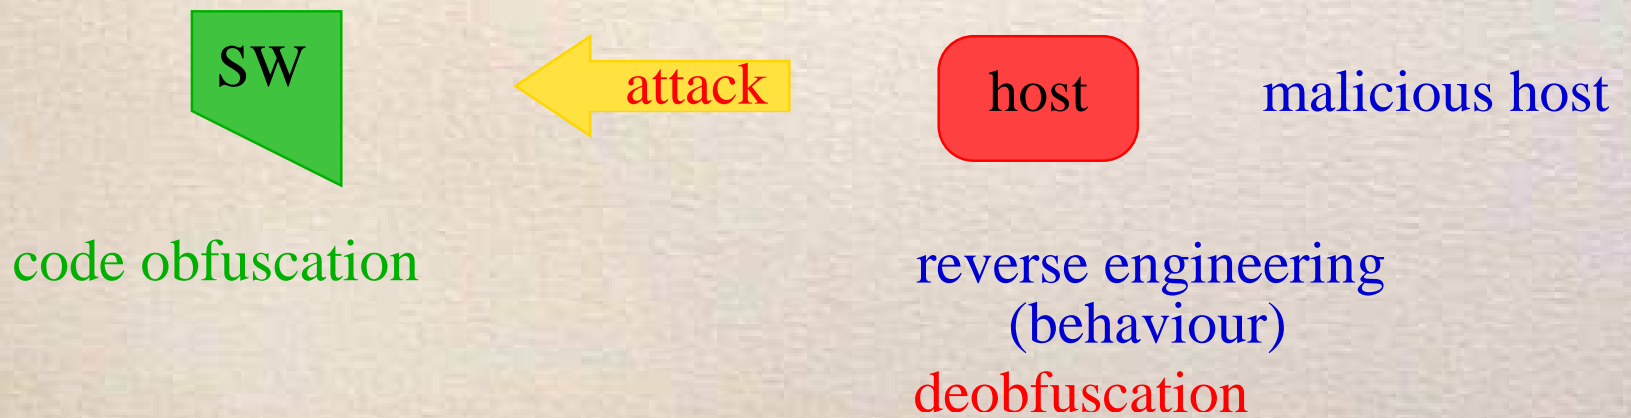 SW
attack
host
malicious host
code obfuscation
reverse engineering
(behaviour)
deobfuscation